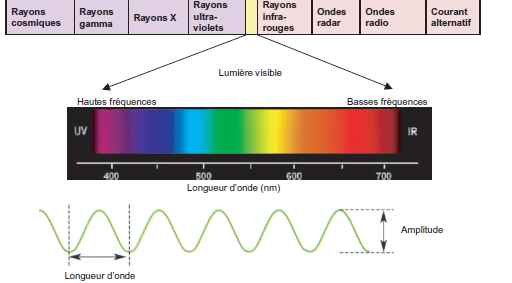 Rayons cosmiques
Rayons gamma
Rayons X
Rayons ultra-violets
Rayons infra-rouges
Ondes radar
Ondes radio
Courant alternatif
Lumière visible
Hautes fréquences
Basses fréquences
UV
IR
400 500 600 700
Longueur d'onde (nm)
Amplitude
Longueur d'onde